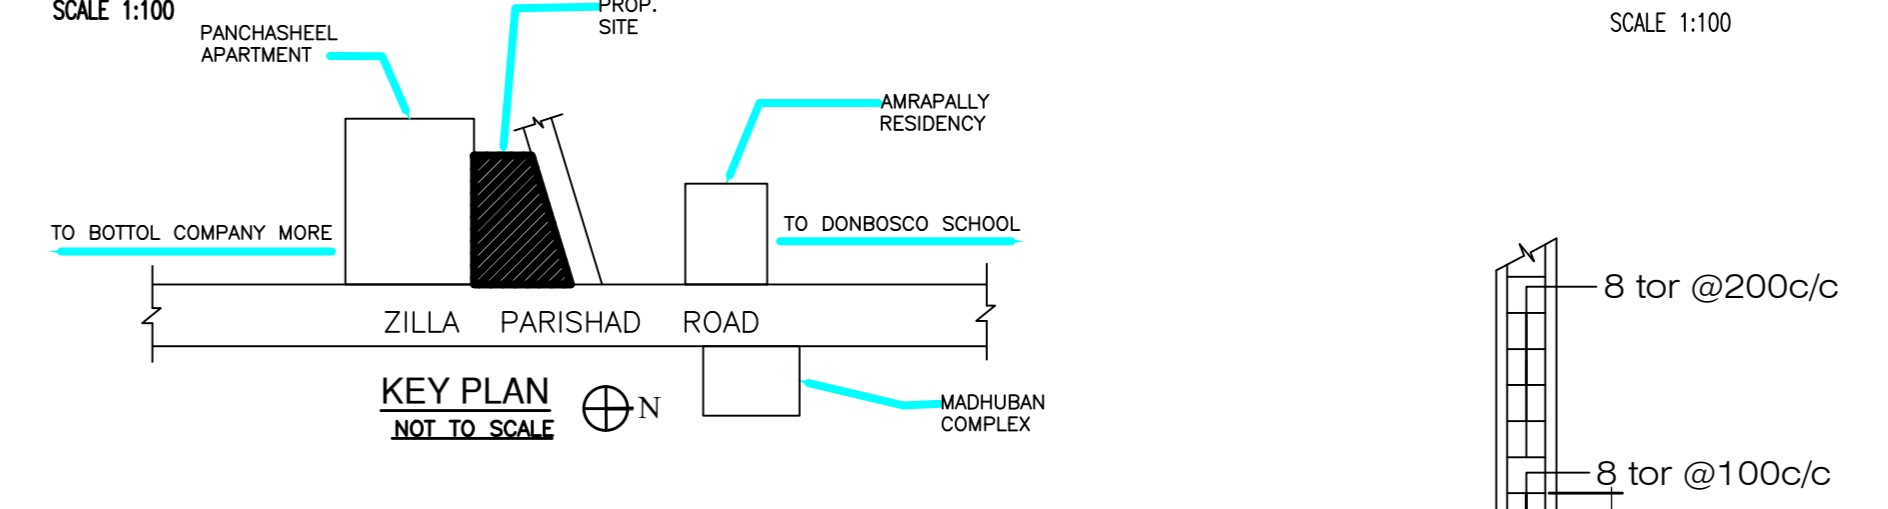 SCALE 1:100
PROP.
SITE
SCALE 1:100
PANCHASHEEL
APARTMENT
AMRAPALLY
RESIDENCY
TO BOTTOL COMPANY MORE
TO DONBOSCO SCHOOL
8 tor @200c/c
ZILLA PARISHAD ROAD
KEY PLAN
N
NOT TO SCALE
MADHUBAN
COMPLEX
8 tor @100c/c